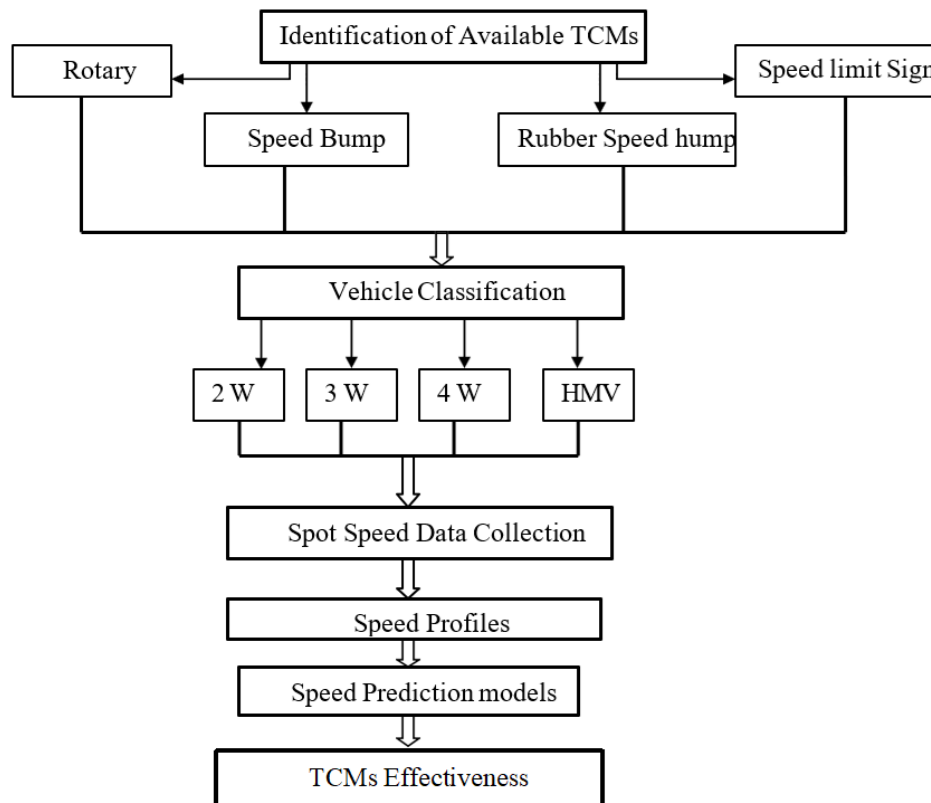 Identification of Available TCMs
Rotary
Speed limit Sign
Speed Bump
Rubber Speed hump
Vehicle Classification
2 W
3 W
4 W
HMV
Spot Speed Data Collection
Speed Profiles
Speed Prediction models
TCMs Effectiveness